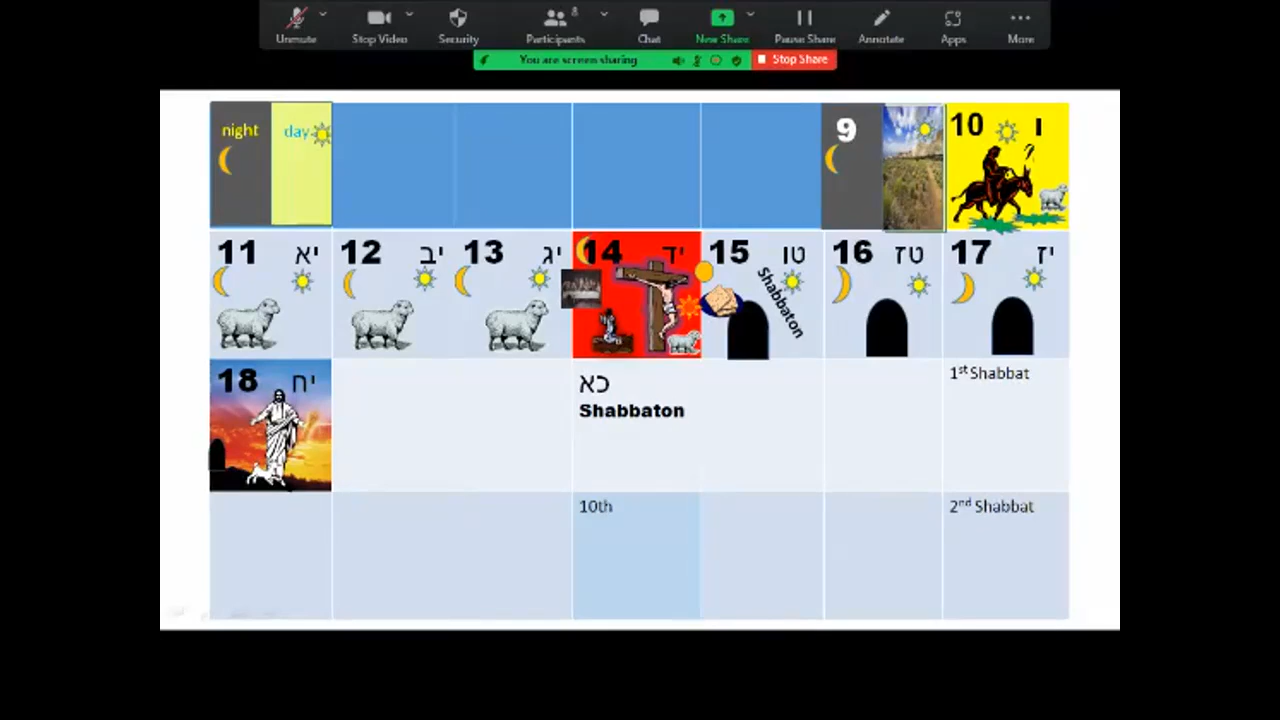 Unmute
Stop Video
Security
Participants
8
Chat
New Share
Pause Share
Annotate
Apps
More
You are screen sharing
Stop Share
night
day
9
10
י
11
יא
12
יב
13
יג
14
יד
15
טו
Shabbaton
16
טז
17
יז
18
יח
כא
Shabbaton
1st Shabbat
10th
2nd Shabbat